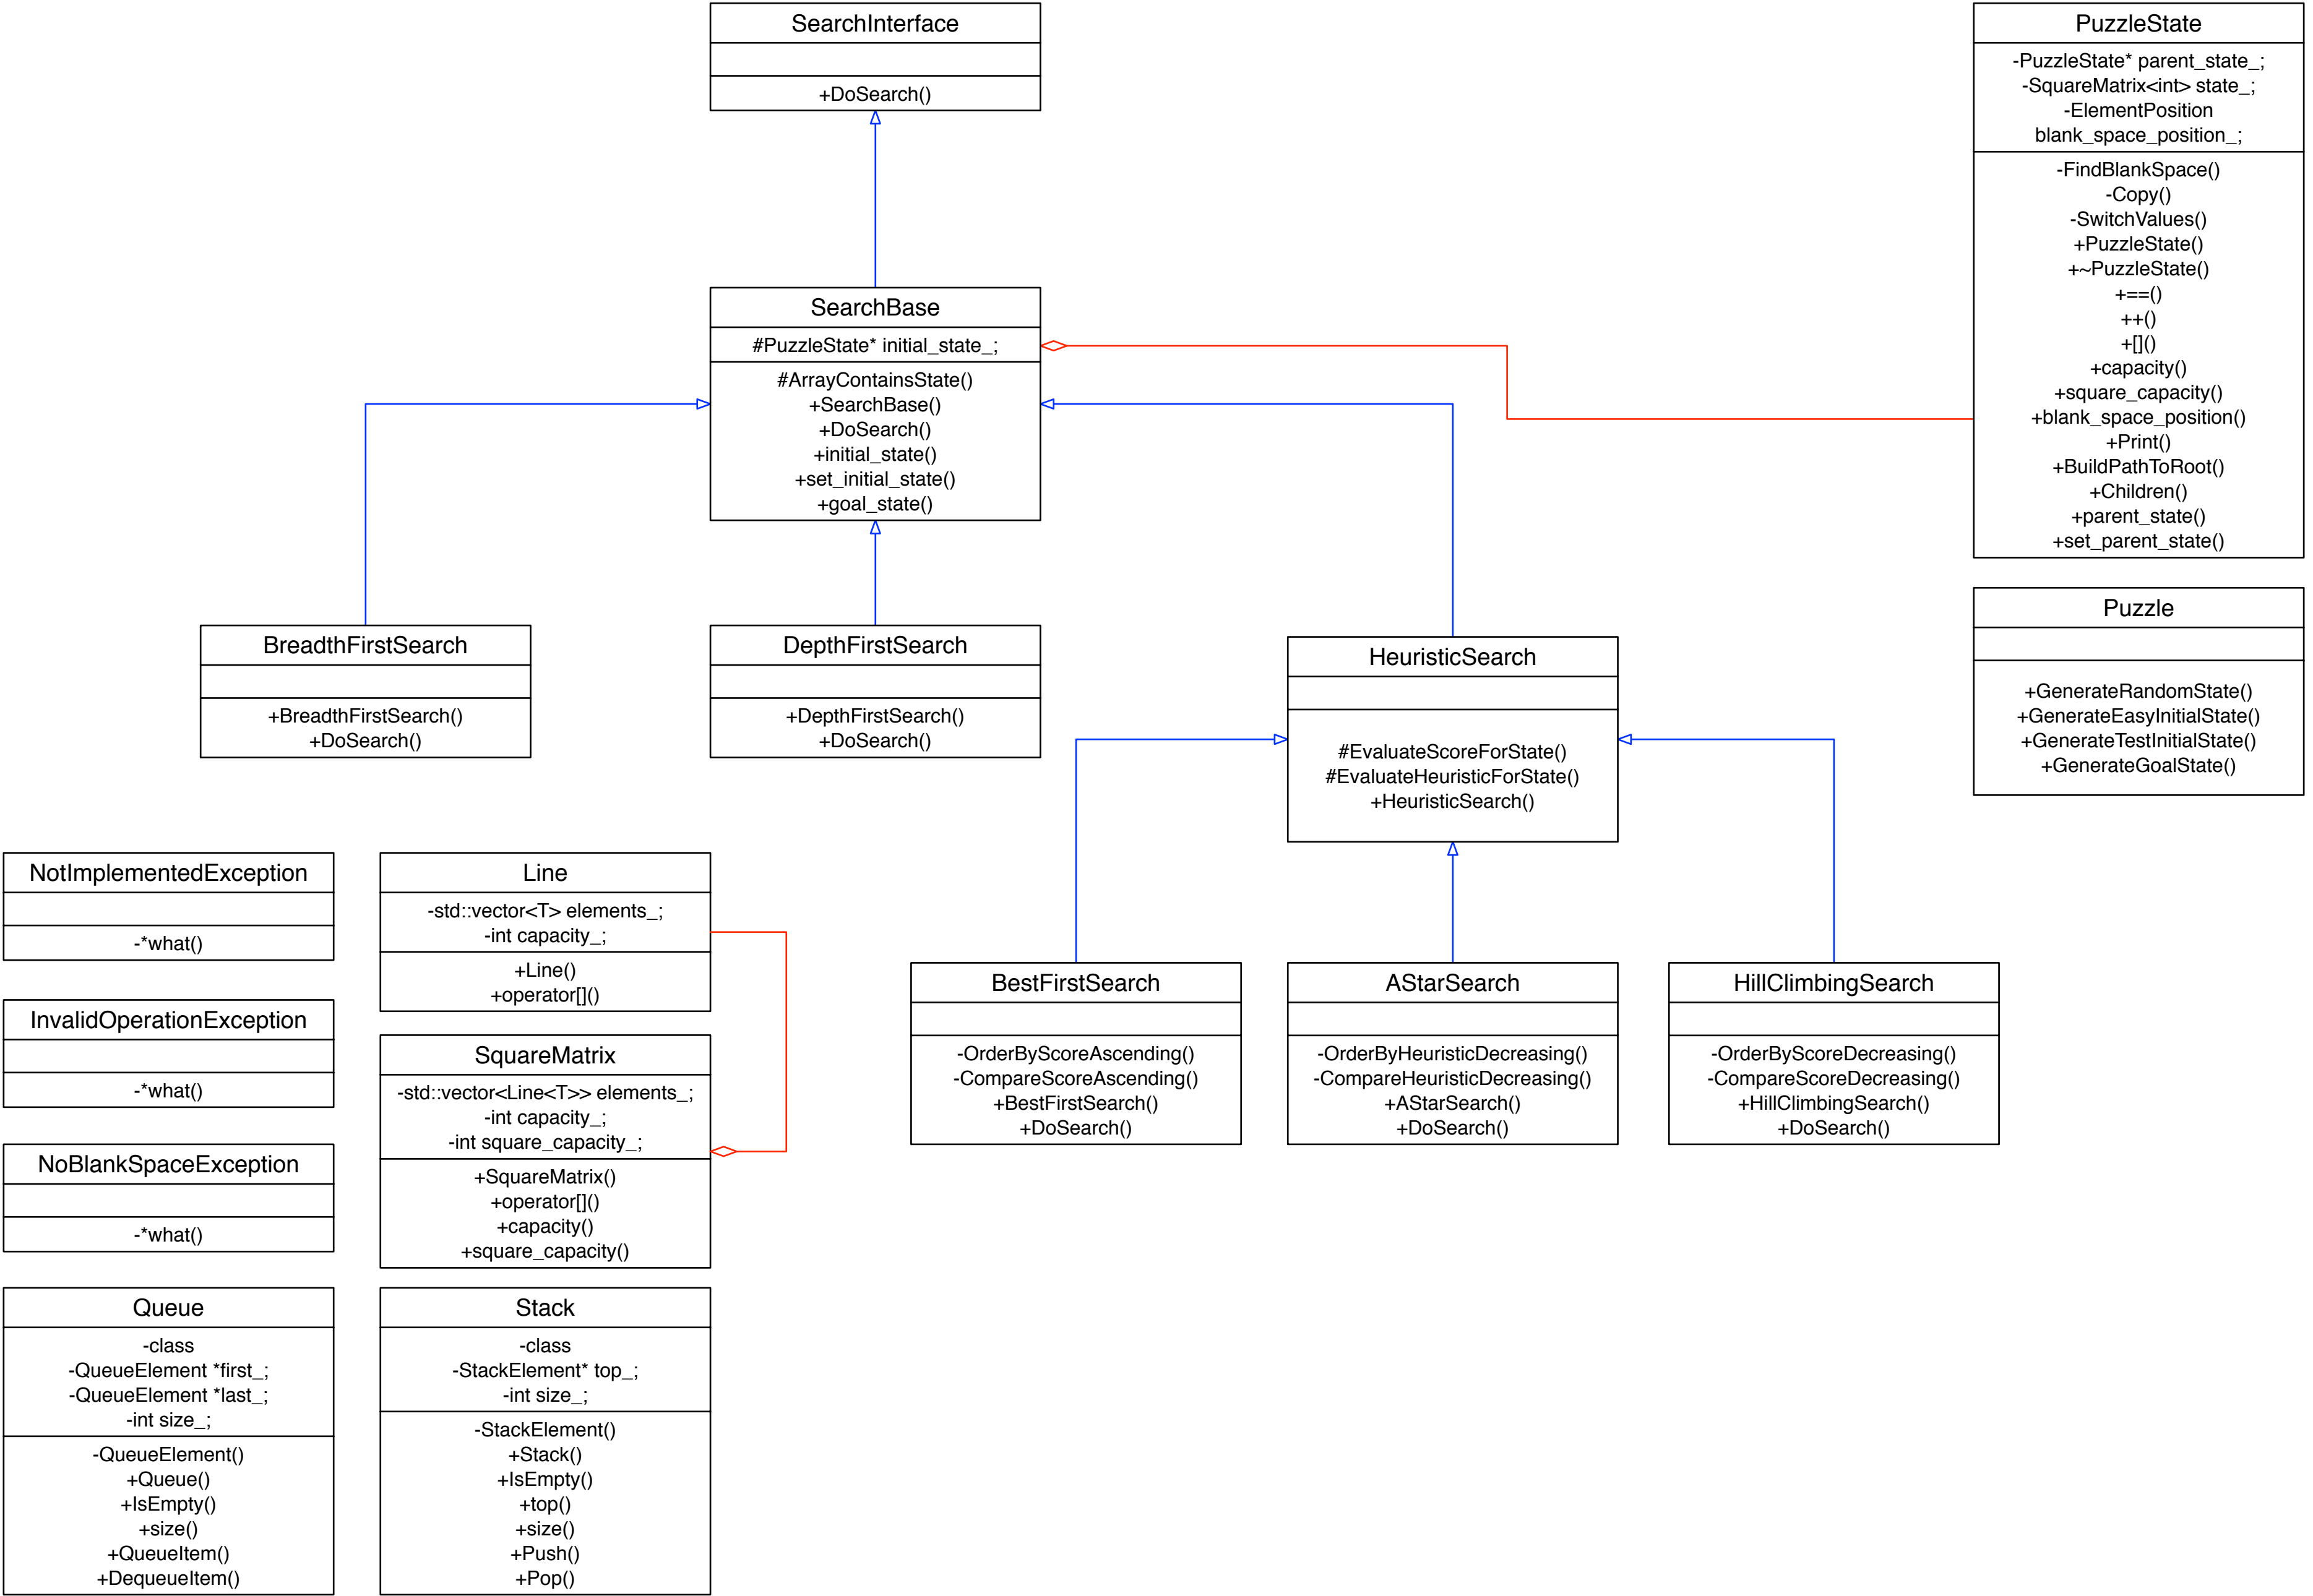 SearchInterface
+DoSearch()
PuzzleState
-PuzzleState* parent_state_;
-SquareMatrix<int> state_;
-ElementPosition
blank_space_position_;
-FindBlankSpace()
-Copy()
-SwitchValues()
+PuzzleState()
+~PuzzleState()
+==()
++()
+[]()
+capacity()
+square_capacity()
+blank_space_position()
+Print()
+BuildPathToRoot()
+Children()
+parent_state()
+set_parent_state()
SearchBase
#PuzzleState* initial_state_;
#ArrayContainsState()
+SearchBase()
+DoSearch()
+initial_state()
+set_initial_state()
+goal_state()
Puzzle
+GenerateRandomState()
+GenerateEasyInitialState()
+GenerateTestInitialState()
+GenerateGoalState()
BreadthFirstSearch
+BreadthFirstSearch()
+DoSearch()
DepthFirstSearch
+DepthFirstSearch()
+DoSearch()
HeuristicSearch
#EvaluateScoreForState()
#EvaluateHeuristicForState()
+HeuristicSearch()
NotImplementedException
-*what()
Line
-std::vector<T> elements_;
-int capacity_;
+Line()
+operator[]()
BestFirstSearch
-OrderByScoreAscending()
-CompareScoreAscending()
+BestFirstSearch()
+DoSearch()
AStarSearch
-OrderByHeuristicDecreasing()
-CompareHeuristicDecreasing()
+AStarSearch()
+DoSearch()
HillClimbingSearch
-OrderByScoreDecreasing()
-CompareScoreDecreasing()
+HillClimbingSearch()
+DoSearch()
InvalidOperationException
-*what()
SquareMatrix
-std::vector<Line<T>> elements_;
-int capacity_;
-int square_capacity_;
+SquareMatrix()
+operator[]()
+capacity()
+square_capacity()
NoBlankSpaceException
-*what()
Queue
-class
-QueueElement *first_;
-QueueElement *last_;
-int size_;
-QueueElement()
+Queue()
+IsEmpty()
+size()
+QueueItem()
+DequeueItem()
Stack
-class
-StackElement* top_;
-int size_;
-StackElement()
+Stack()
+IsEmpty()
+top()
+size()
+Push()
+Pop()